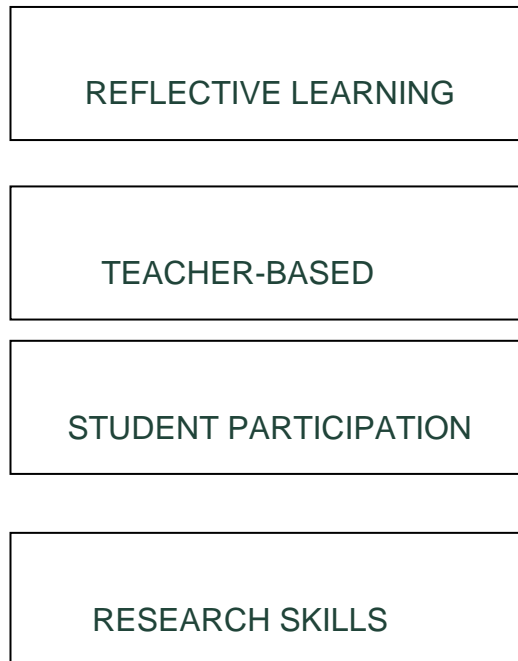 REFLECTIVE LEARNING
TEACHER-BASED
STUDENT PARTICIPATION
RESEARCH SKILLS